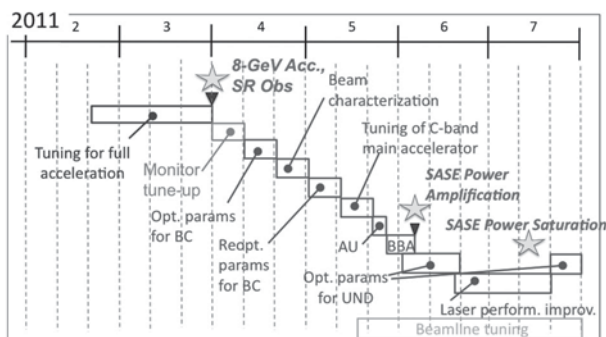 2011
2 3 4 5 6 7
8-GeV Acc.,
SR Obs
Beam
characterization
Tuning of C-band
main accelerator
Tuning for full
acceleration
Monitor
tune-up
SASE Power
Amplification
Opt. params
for BC
SASE Power Saturation
Reopt.
params
for BC
AU
BBA
Opt. params
for UND
Laser perform. improv.
Beamline tuning